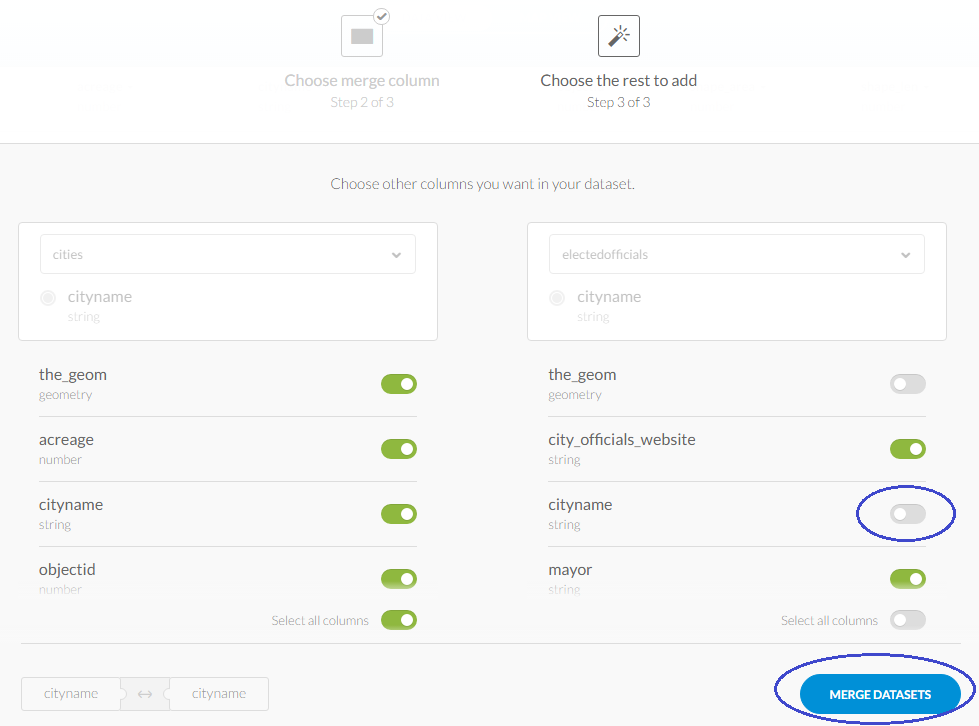 Choose merge column
Step 2 of 3
Choose the rest to add
Step 3 of 3
Choose other columns you want in your dataset.
cities
cityname
string
electedofficials
cityname
string
the_geom
geometry
acreage
number
cityname
string
objectid
number
Select all columns
the_geom
geometry
city_officials_website
string
cityname
string
mayor
string
Select all columns
cityname
cityname
MERGE DATASETS